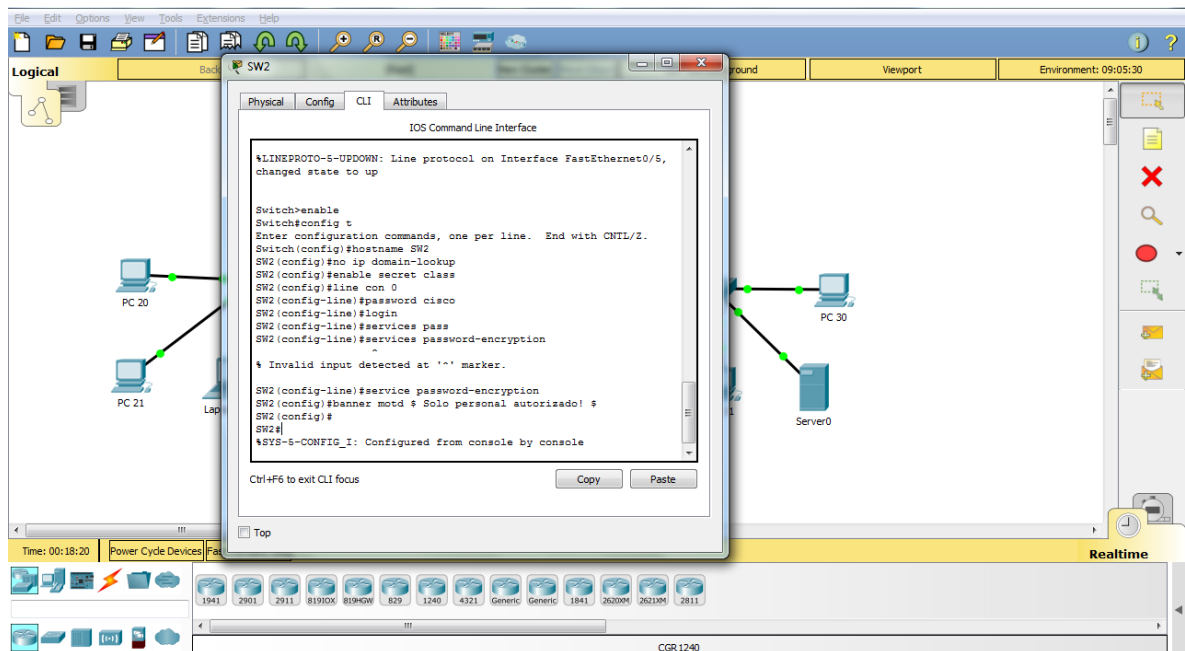 File Edit Options View Tools Extensions Help
Logical
SW2
round
Viewport
Environment: 09:05:30
Physical Config CLI Attributes
IOS Command Line Interface
%LINEPROTO-5-UPDOWN: Line protocol on Interface FastEthernet0/5,
changed state to up
Switch>enable
Switch#config t
Enter configuration commands, one per line. End with CNTL/Z.
Switch(config)#hostname SW2
SW2(config)#no ip domain-lookup
SW2(config)#enable secret class
SW2(config)#line con 0
SW2(config-line)#password cisco
SW2(config-line)#login
SW2(config-line)#services pass
SW2(config-line)#services password-encryption
^
% Invalid input detected at '^' marker.
SW2(config-line)#service password-encryption
SW2(config)#banner motd $ Solo personal autorizado! $
SW2(config)#
SW2#
%SYS-5-CONFIG_I: Configured from console by console
Ctrl+F6 to exit CLI focus
Copy
Paste
Top
PC 20
PC 21
Lap
PC 30
1
Server0
Time: 00:18:20
Power Cycle Devices
Fas
Realtime
1941 2901 2911 819IOX 819HGW 829 1240 4321 Generic Generic 1841 2620XM 2621XM 2811
CGR1240